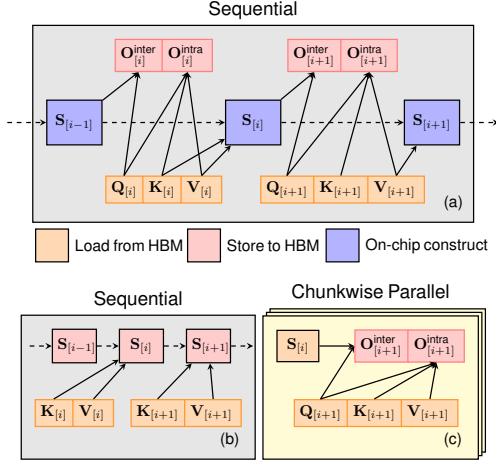 Sequential
O^inter_[i] O^intra_[i] O^inter_[i+1] O^intra_[i+1]
S_[i−1] S_[i] S_[i+1]
Q_[i] K_[i] V_[i] Q_[i+1] K_[i+1] V_[i+1]
(a)
Load from HBM Store to HBM On-chip construct
Sequential
S_[i−1] S_[i] S_[i+1]
K_[i] V_[i] K_[i+1] V_[i+1]
(b)
Chunkwise Parallel
S_[i] O^inter_[i+1] O^intra_[i+1]
Q_[i+1] K_[i+1] V_[i+1]
(c)